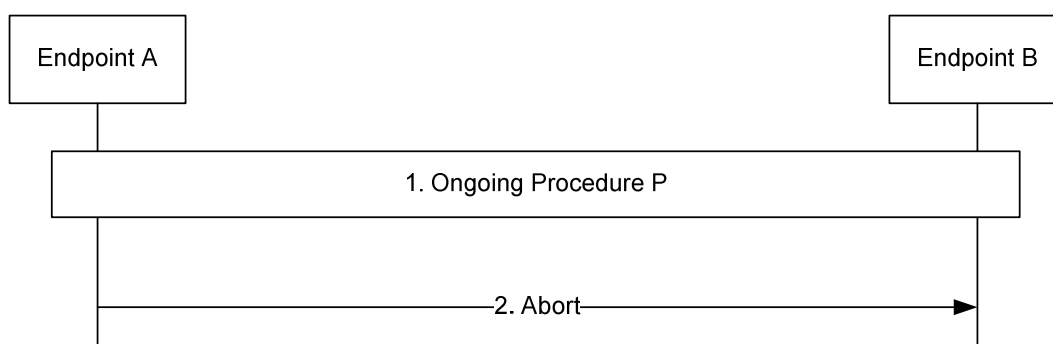 Endpoint A
Endpoint B
1. Ongoing Procedure P
2. Abort